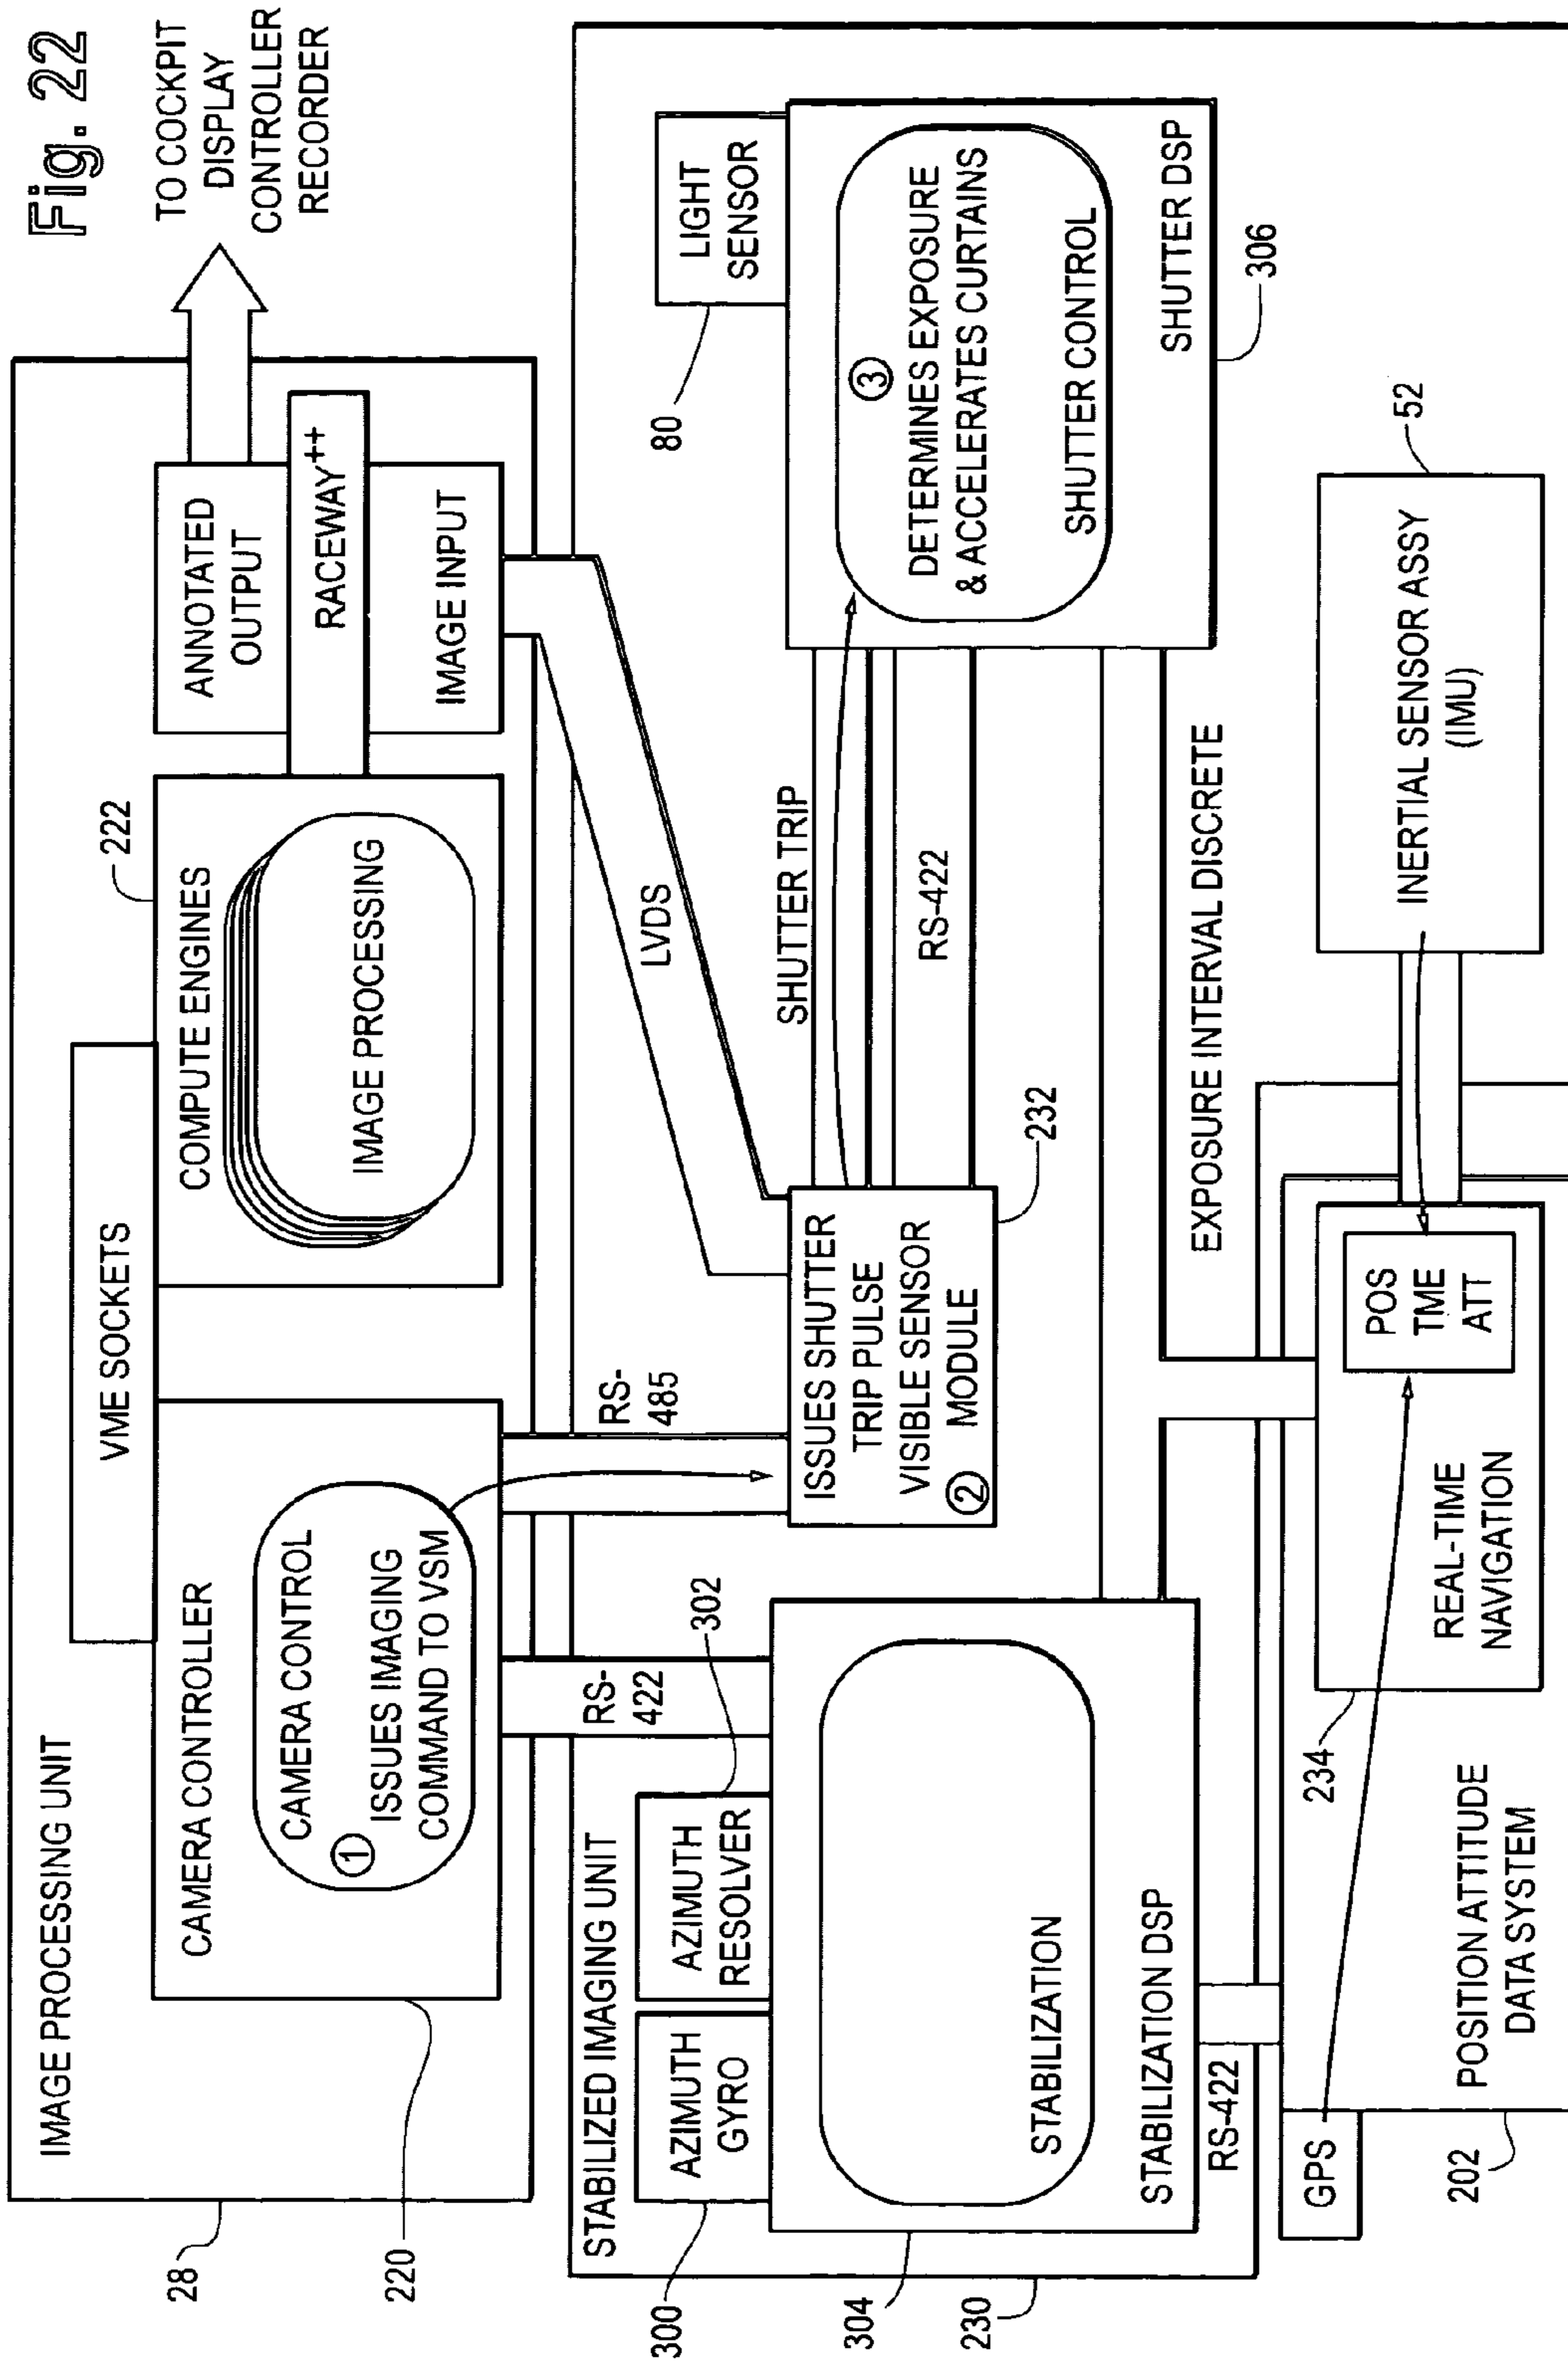 Fig. 22
TO COCKPIT
DISPLAY
CONTROLLER
RECORDER
IMAGE PROCESSING UNIT
28
VME SOCKETS
CAMERA CONTROLLER
CAMERA CONTROL
① ISSUES IMAGING
COMMAND TO VSM
220
COMPUTE ENGINES
IMAGE PROCESSING
222
ANNOTATED
OUTPUT
RACEWAY++
IMAGE INPUT
STABILIZED IMAGING UNIT
RS-
422
RS-
485
LVDS
AZIMUTH
GYRO
300
AZIMUTH
RESOLVER
302
STABILIZATION
STABILIZATION DSP
304
230
ISSUES SHUTTER
TRIP PULSE
VISIBLE SENSOR
② MODULE
232
SHUTTER TRIP
RS-422
LIGHT
SENSOR
80
③
DETERMINES EXPOSURE
& ACCELERATES CURTAINS
SHUTTER CONTROL
SHUTTER DSP
306
EXPOSURE INTERVAL DISCRETE
RS-422
GPS
202
POSITION ATTITUDE
DATA SYSTEM
234
REAL-TIME
NAVIGATION
POS
TME
ATT
INERTIAL SENSOR ASSY
(IMU)
52